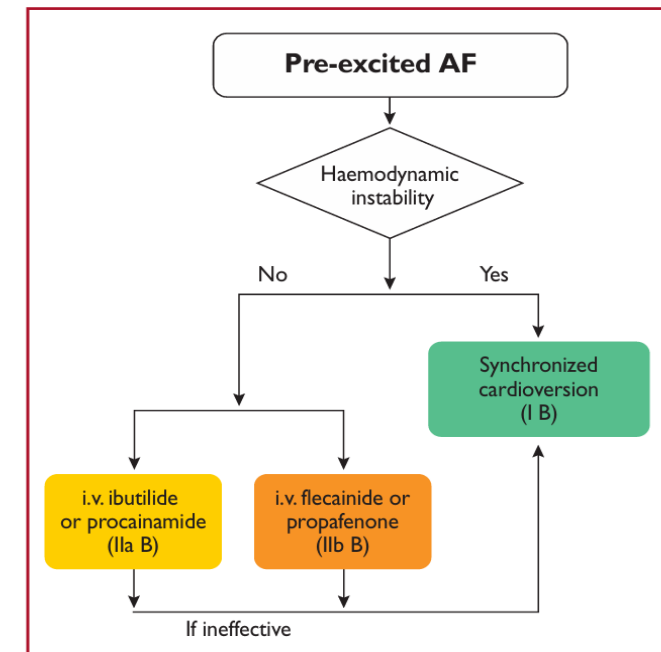 Pre-excited AF
Haemodynamic
instability
No
Yes
Synchronized
cardioversion
(I B)
i.v. ibutilide
or procainamide
(IIa B)
i.v. flecainide or
propafenone
(IIb B)
If ineffective